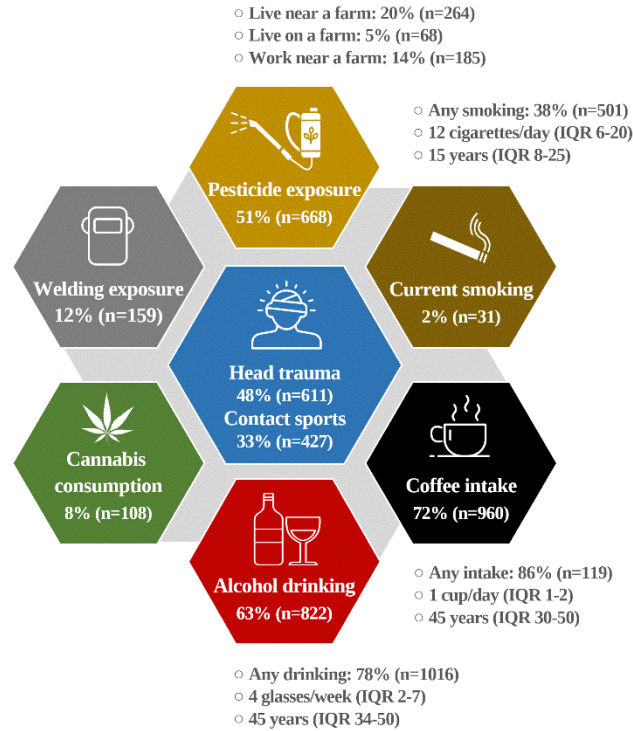 ○ Live near a farm: 20% (n=264)
○ Live on a farm: 5% (n=68)
○ Work near a farm: 14% (n=185)
Pesticide exposure
51% (n=668)
○ Any smoking: 38% (n=501)
○ 12 cigarettes/day (IQR 6-20)
○ 15 years (IQR 8-25)
Welding exposure
12% (n=159)
Current smoking
2% (n=31)
Head trauma
48% (n=611)
Contact sports
33% (n=427)
Cannabis
consumption
8% (n=108)
Coffee intake
72% (n=960)
Alcohol drinking
63% (n=822)
○ Any intake: 86% (n=119)
○ 1 cup/day (IQR 1-2)
○ 45 years (IQR 30-50)
○ Any drinking: 78% (n=1016)
○ 4 glasses/week (IQR 2-7)
○ 45 years (IQR 34-50)